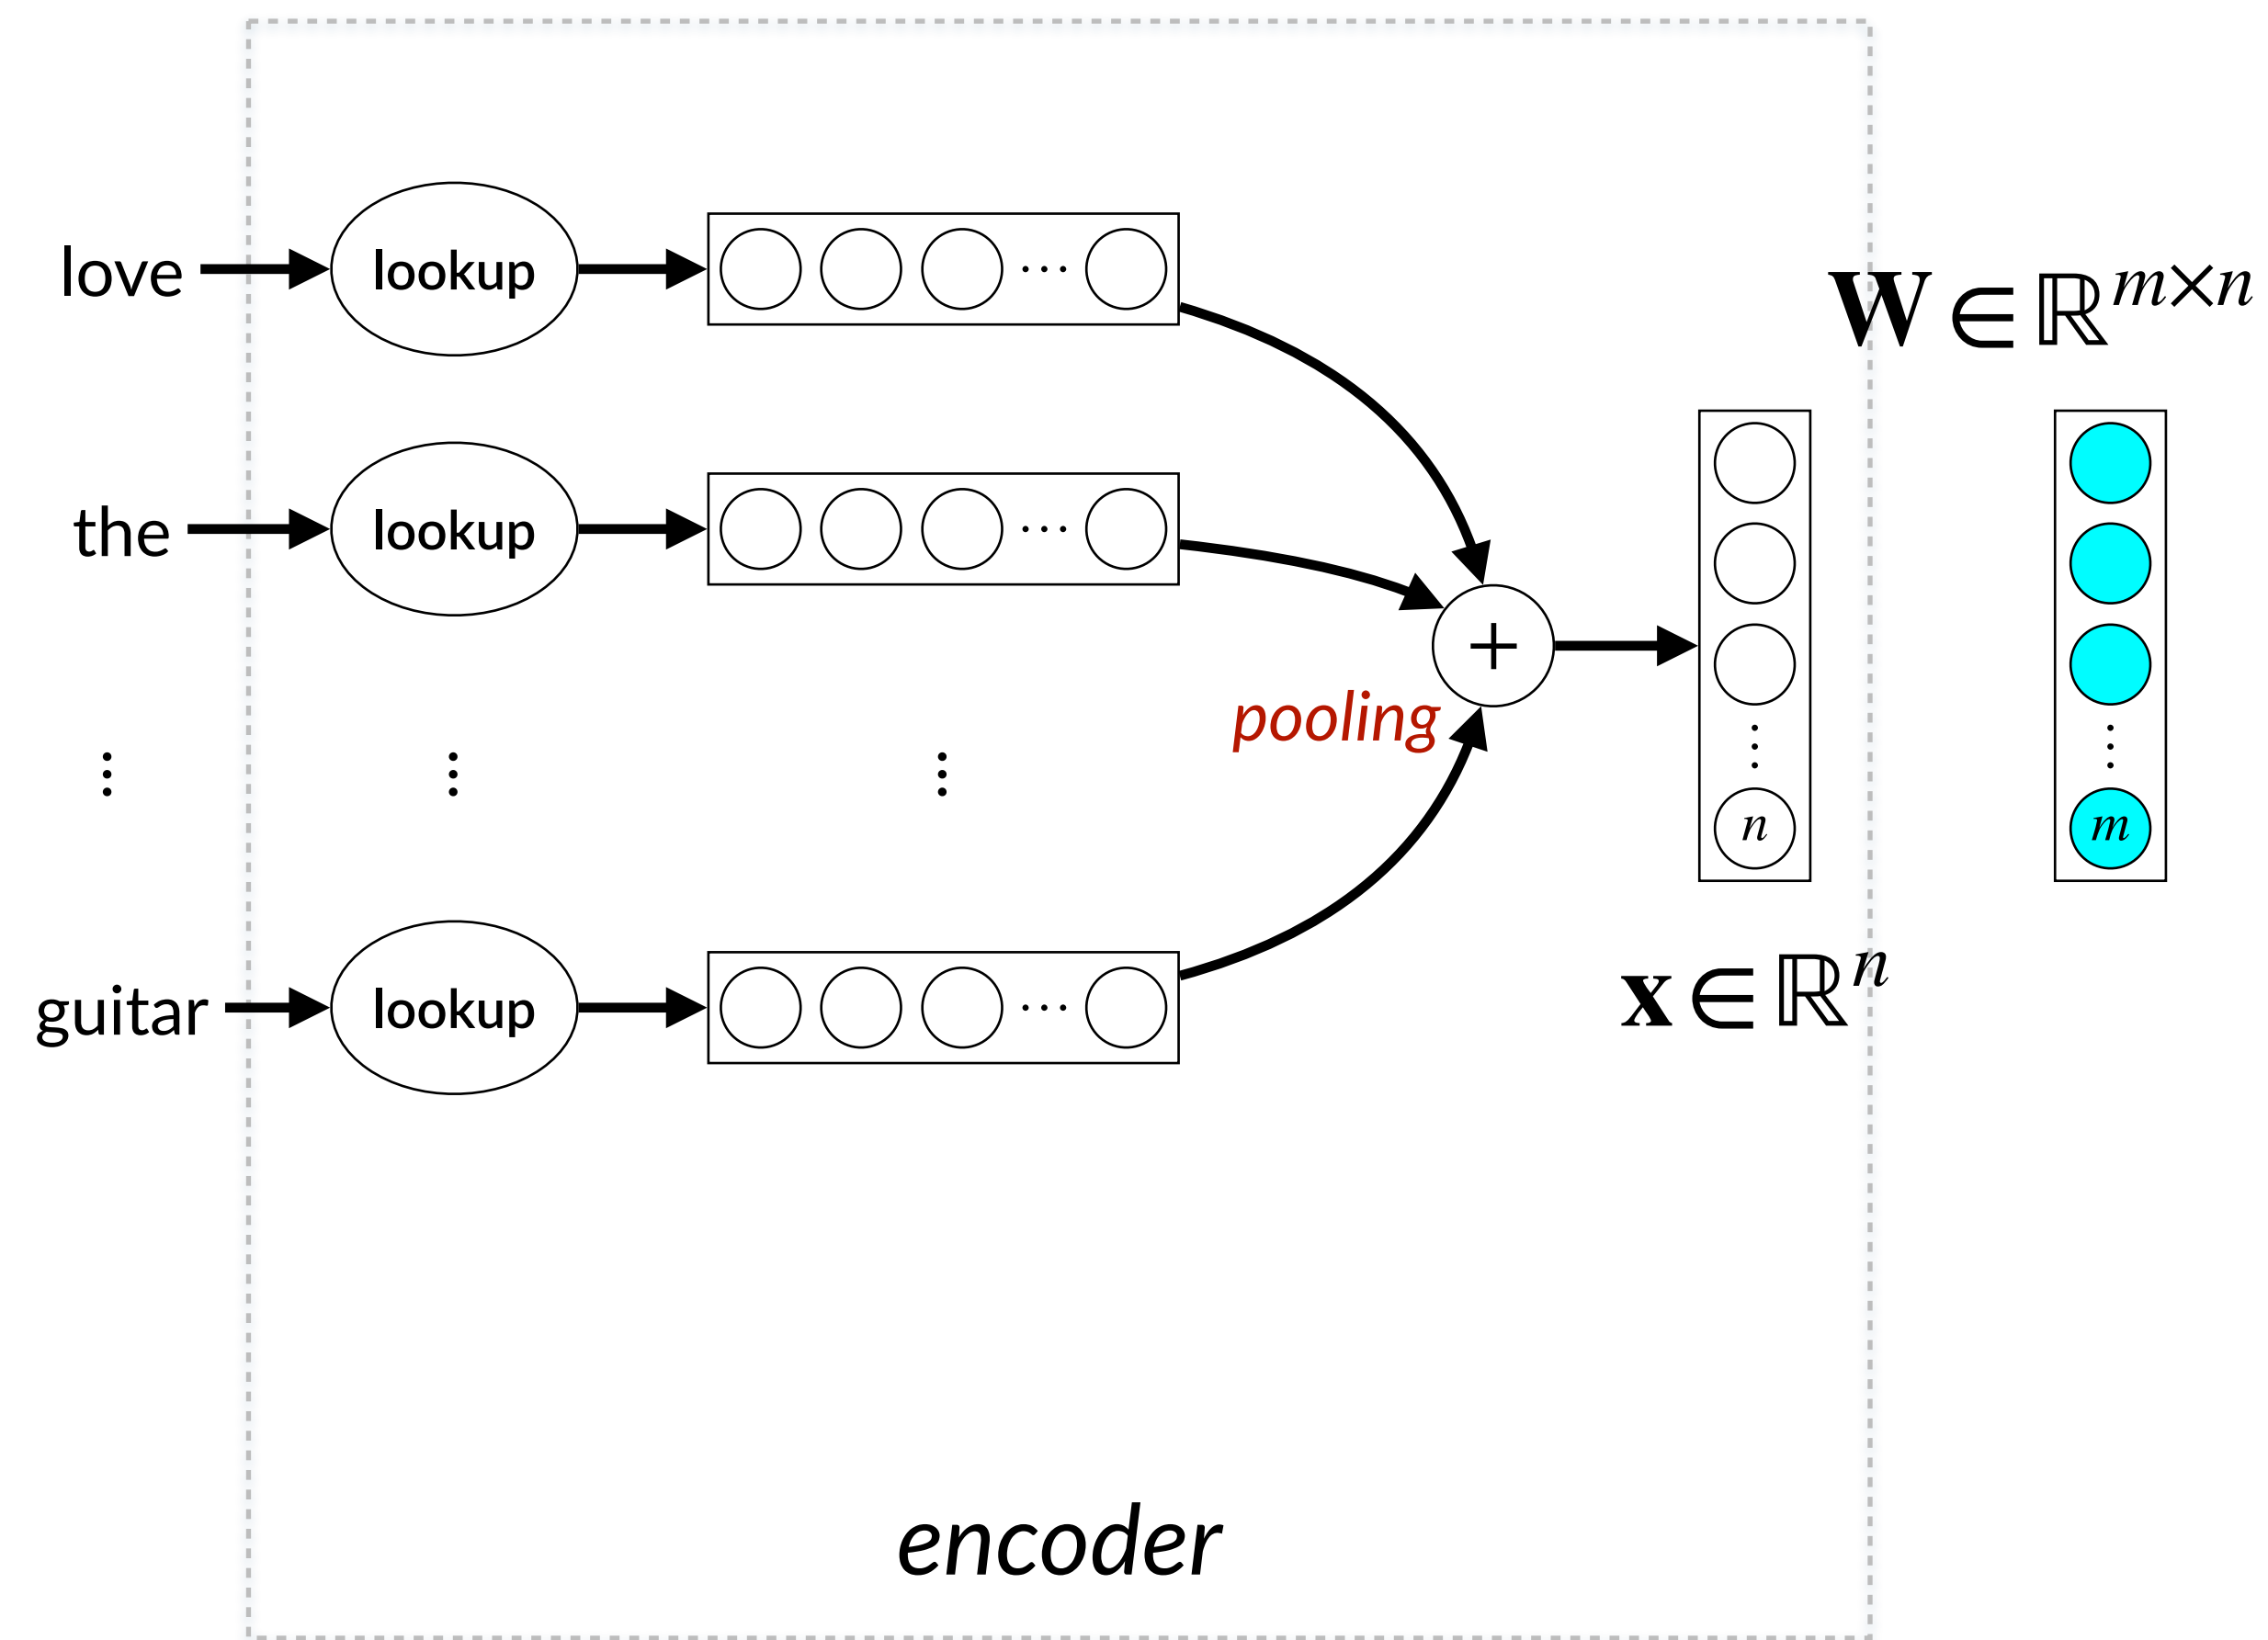 love
lookup
⋯
W ∈ ℝ^{m×n}
the
lookup
⋯
+
pooling
⋮
⋮
⋮
⋮
⋮
n
m
guitar
lookup
⋯
x ∈ ℝ^n
encoder